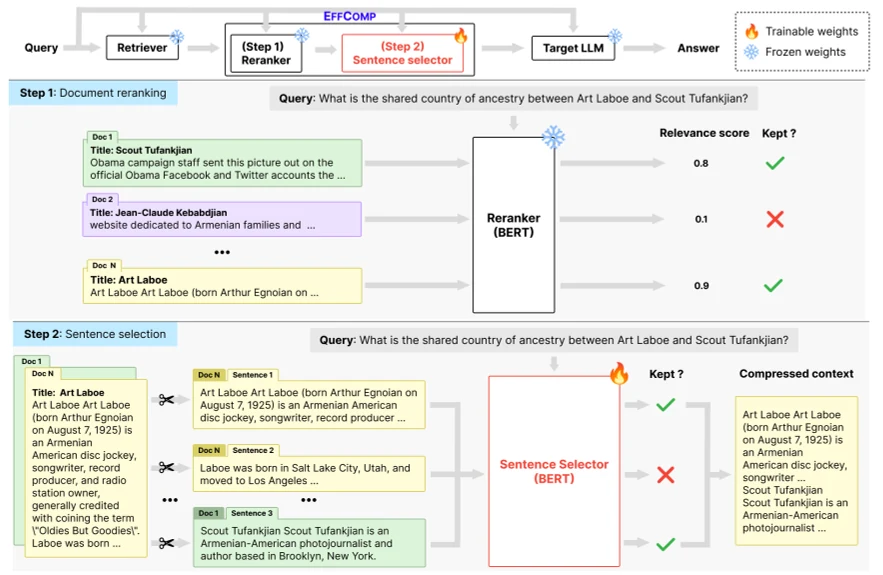 EFFCOMP
Query
Retriever
(Step 1)
Reranker
(Step 2)
Sentence selector
Target LLM
Answer
Trainable weights
Frozen weights
Step 1: Document reranking
Query: What is the shared country of ancestry between Art Laboe and Scout Tufankjian?
Relevance score
Kept ?
Doc 1
Title: Scout Tufankjian
Obama campaign staff sent this picture out on the
official Obama Facebook and Twitter accounts the ...
0.8
Doc 2
Title: Jean-Claude Kebabdjian
website dedicated to Armenian families and ...
0.1
Reranker
(BERT)
...
Doc N
Title: Art Laboe
Art Laboe Art Laboe (born Arthur Egnoian on ...
0.9
Step 2: Sentence selection
Query: What is the shared country of ancestry between Art Laboe and Scout Tufankjian?
Doc 1
Doc N
Title: Art Laboe
Art Laboe Art Laboe
(born Arthur Egnoian
on August 7, 1925) is
an Armenian
American disc jockey,
songwriter, record
producer, and radio
station owner,
generally credited
with coining the term
\"Oldies But Goodies\".
Laboe was born ...
Doc N Sentence 1
Art Laboe Art Laboe (born Arthur Egnoian on
August 7, 1925) is an Armenian American
disc jockey, songwriter, record producer ...
Doc N Sentence 2
Laboe was born in Salt Lake City, Utah, and
moved to Los Angeles ...
...
...
Doc 1 Sentence 3
Scout Tufankjian Scout Tufankjian is an
Armenian-American photojournalist and
author based in Brooklyn, New York.
Sentence Selector
(BERT)
Kept ?
Compressed context
Art Laboe Art Laboe
(born Arthur Egnoian on
August 7, 1925) is
an Armenian
American disc jockey,
songwriter ...
Scout Tufankjian
Scout Tufankjian is an
Armenian-American
photojournalist ...